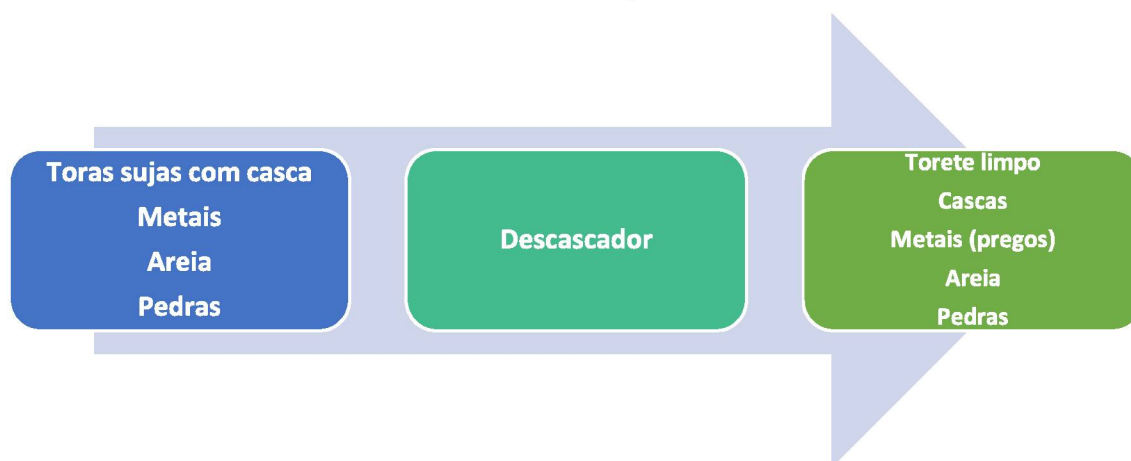 Toras sujas com casca
Metais
Areia
Pedras
Descascador
Torete limpo
Cascas
Metais (pregos)
Areia
Pedras